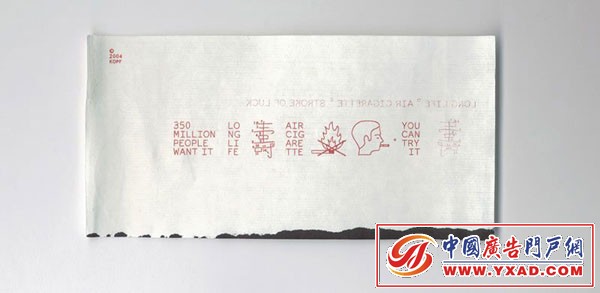 ©
2004
KOPF
LONG LIFE * AIR CIGARETTE * STROKE OF LUCK
350
MILLION
PEOPLE
WANT IT
LO
NG
LI
FE
壽
AIR
CIG
ARE
TTE
YOU
CAN
TRY
IT
壽
中國廣告門戶網
WWW.YXAD.COM